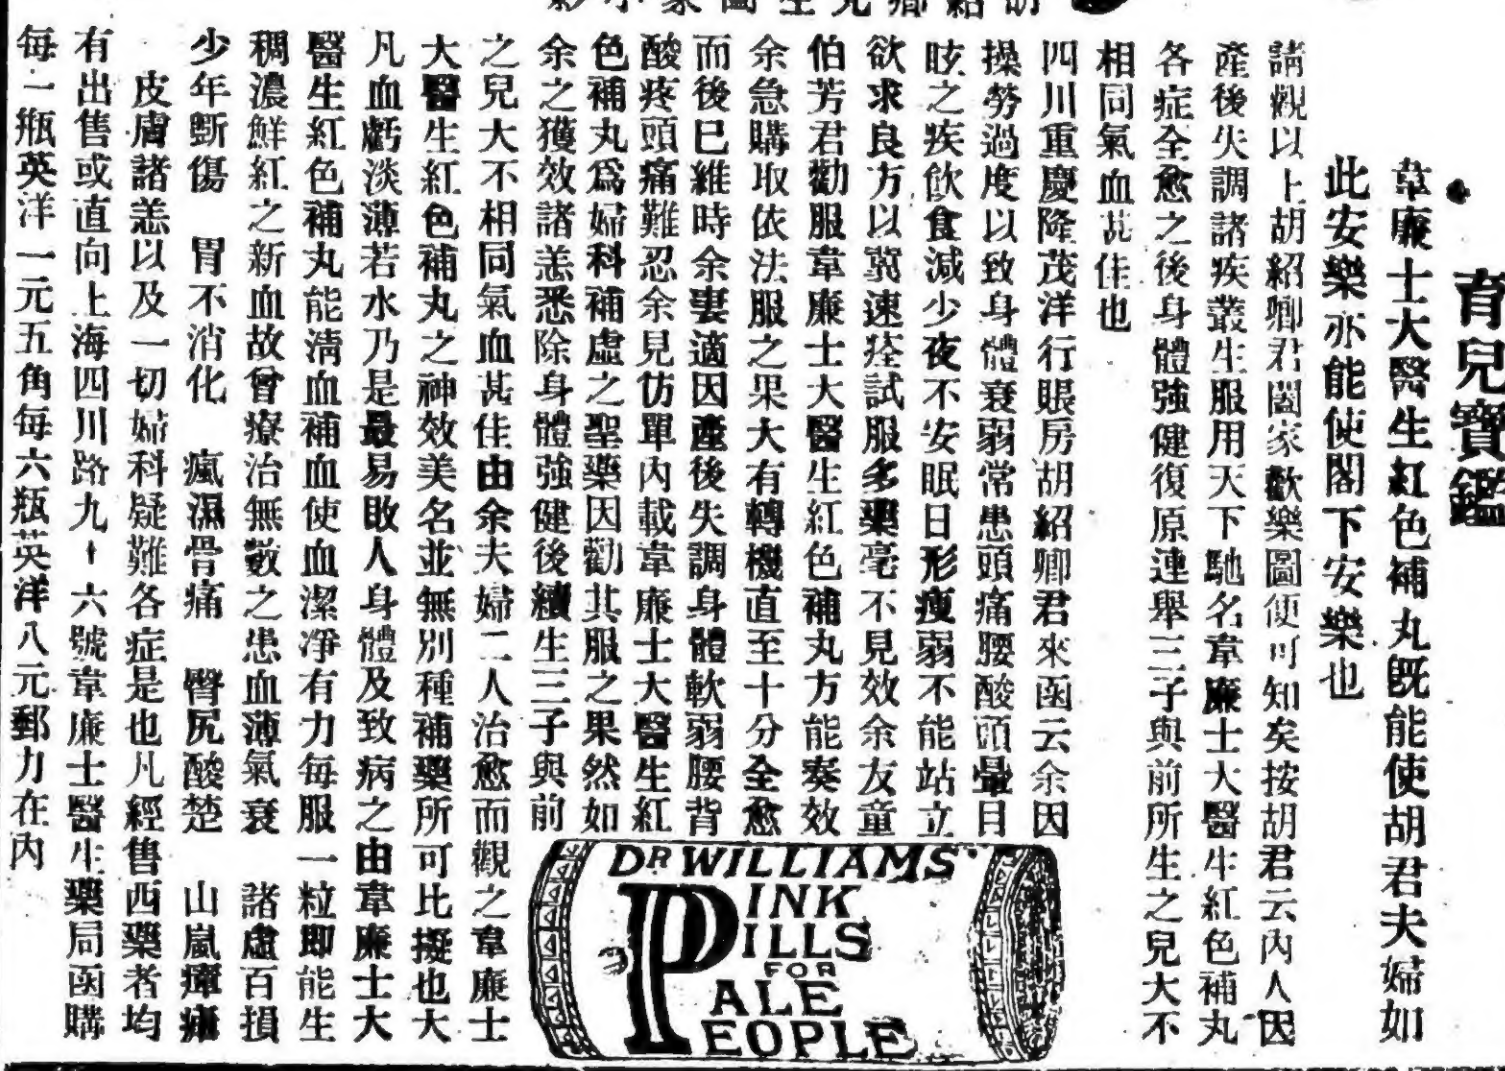 育兒寶鑑
韋廉士大醫生紅色補丸既能使胡君夫婦如
此安樂亦能使閣下安樂也
請觀以上胡紹卿君闔家歡樂圖便可知矣按胡君云內人因
產後失調諸疾叢生服用天下馳名韋廉士大醫生紅色補丸
各症全愈之後身體強健復原連舉三子與前所生之兒大不
相同氣血甚佳也
四川重慶隆茂洋行賬房胡紹卿君來函云余因
操勞過度以致身體衰弱常患頭痛腰酸頭暈目
眩之疾飲食減少夜不安眠日形瘦弱不能站立
欲求良方以冀速痊試服多藥毫不見效余友童
伯芳君勸服韋廉士大醫生紅色補丸方能奏效
余急購取依法服之果大有轉機直至十分全愈
而後已維時余妻適因產後失調身體軟弱腰背
酸疼頭痛難忍余見仿單內載韋廉士大醫生紅
色補丸為婦科補虛之聖藥因勸其服之果然如
余之獲效諸恙悉除身體強健後續生三子與前
之兒大不相同氣血甚佳由余夫婦二人治愈而觀之韋廉士
大醫生紅色補丸之神效美名並無別種補藥所可比擬也大
凡血虧淡薄若水乃是最易敗人身體及致病之由韋廉士大
醫生紅色補丸能清血補血使血潔淨有力每服一粒即能生
稠濃鮮紅之新血故曾療治無數之患血薄氣衰 諸虛百損
少年斲傷 胃不消化 瘋濕骨痛 臀尻酸楚 山嵐瘴癘
皮膚諸恙以及一切婦科疑難各症是也凡經售西藥者均
有出售或直向上海四川路九十六號韋廉士醫生藥局函購
每一瓶英洋一元五角每六瓶英洋八元郵力在內
DR WILLIAMS'
PINK
PILLS
FOR
PALE
PEOPLE